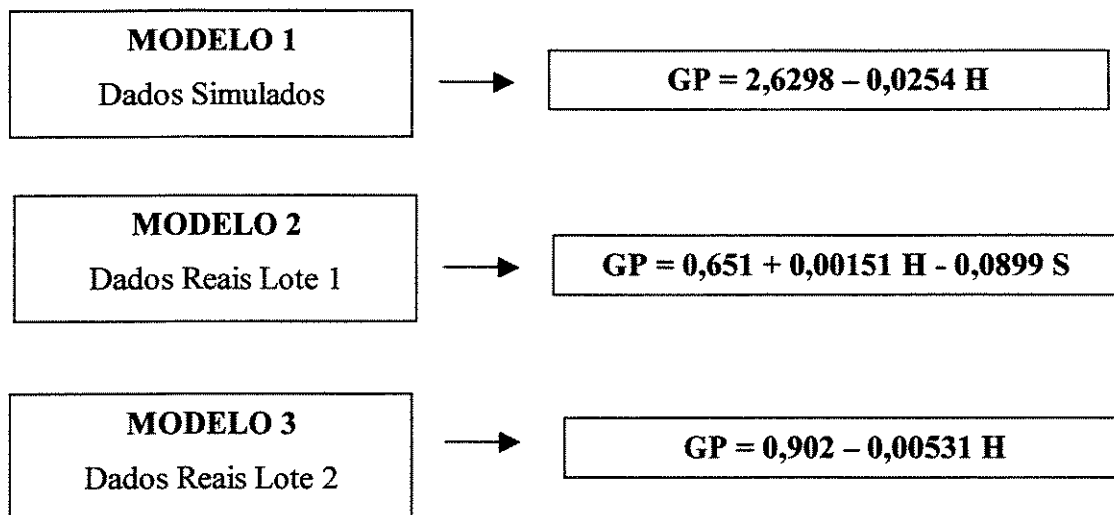 MODELO 1
Dados Simulados
GP = 2,6298 – 0,0254 H
MODELO 2
Dados Reais Lote 1
GP = 0,651 + 0,00151 H - 0,0899 S
MODELO 3
Dados Reais Lote 2
GP = 0,902 – 0,00531 H